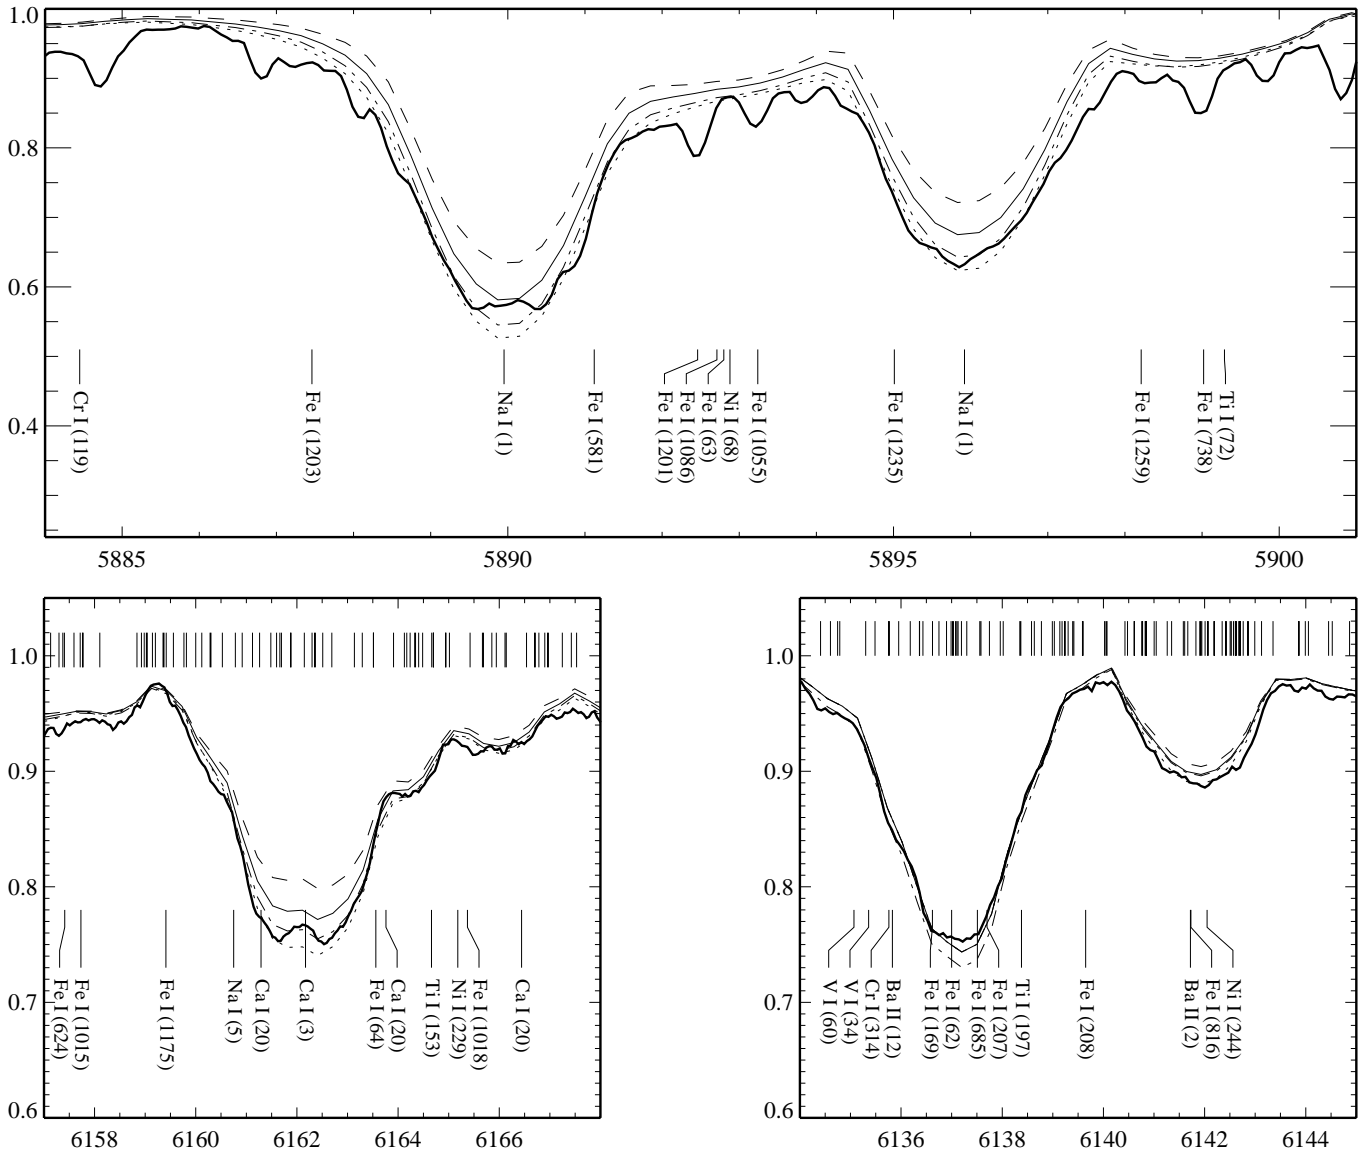 1.0
0.8
0.6
0.4
Cr I (119)
Fe I (1203)
Na I (1)
Fe I (581)
Fe I (1201)
Fe I (1086)
Fe I (63)
Ni I (68)
Fe I (1055)
Fe I (1235)
Na I (1)
Fe I (1259)
Fe I (738)
Ti I (72)
5885 5890 5895 5900
1.0
0.9
0.8
0.7
0.6
Fe I (624)
Fe I (1015)
Fe I (1175)
Na I (5)
Ca I (20)
Ca I (3)
Fe I (64)
Ca I (20)
Ti I (153)
Ni I (229)
Fe I (1018)
Ca I (20)
6158 6160 6162 6164 6166
1.0
0.9
0.8
0.7
0.6
V I (60)
V I (34)
Cr I (314)
Ba II (12)
Fe I (169)
Fe I (62)
Fe I (685)
Fe I (207)
Ti I (197)
Fe I (208)
Ba II (2)
Fe I (816)
Ni I (244)
6136 6138 6140 6142 6144